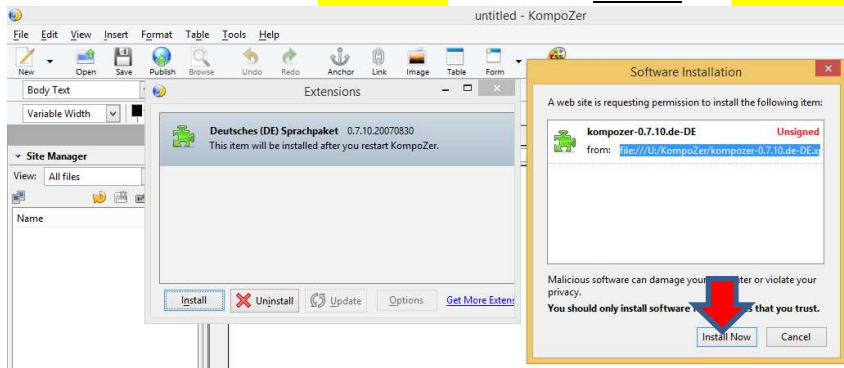 untitled - KompoZer
File Edit View Insert Format Table Tools Help
New Open Save Publish Browse Undo Redo Anchor Link Image Table Form
CSS
Body Text
Variable Width
Site Manager
View: All files
Name
Extensions
Deutsches (DE) Sprachpaket 0.7.10.20070830
This item will be installed after you restart KompoZer.
Install Uninstall Update Options Get More Extens
Software Installation
A web site is requesting permission to install the following item:
kompozer-0.7.10.de-DE Unsigned
from: file:///U:/KompoZer/kompozer-0.7.10.de-DE.x
Malicious software can damage your ter or violate your
privacy.
You should only install software that you trust.
Install Now Cancel